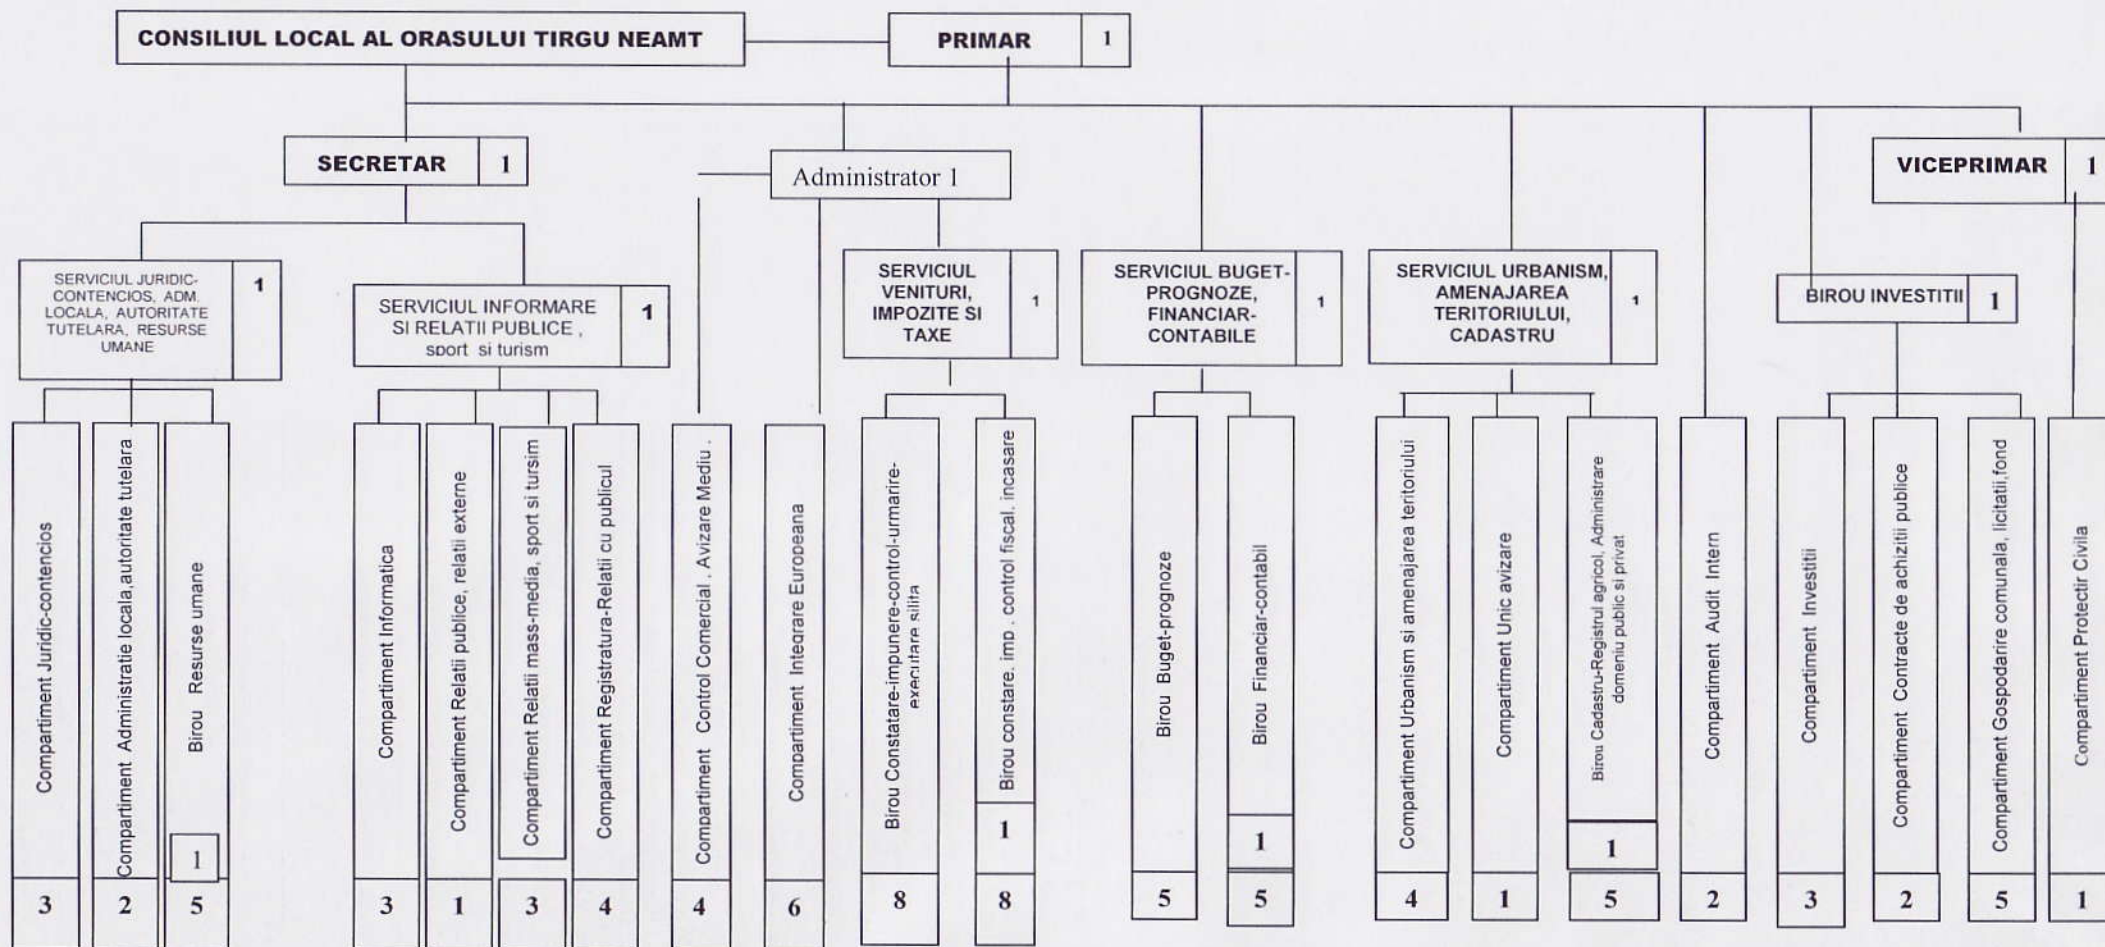 CONSILIUL LOCAL AL ORASULUI TIRGU NEAMT
PRIMAR 1
SECRETAR 1
Administrator 1
VICEPRIMAR 1
SERVICIUL JURIDIC-
CONTENCIOS, ADM.
LOCALA, AUTORITATE
TUTELARA, RESURSE
UMANE
1
SERVICIUL INFORMARE
SI RELATII PUBLICE ,
sport si turism
1
SERVICIUL
VENITURI,
IMPOZITE SI
TAXE
1
SERVICIUL BUGET-
PROGNOZE,
FINANCIAR-
CONTABILE
1
SERVICIUL URBANISM,
AMENAJAREA
TERITORIULUI,
CADASTRU
1
BIROU INVESTITII 1
Compartiment Juridic-contencios
3
Compartiment Administratie locala,autoritate tutelara
2
Birou Resurse umane
1
5
Compartiment Informatica
3
Compartiment Relatii publice, relatii externe
1
Compartiment Relatii mass-media, sport si tursim
3
Compartiment Registratura-Relatii cu publicul
4
Compartiment Control Comercial , Avizare Mediu .
4
Compartiment Integrare Europeana
6
Birou Constatare-impunere-control-urmarire-
executare silita
8
Birou constare, imp , control fiscal, incasare
1
8
Birou Buget-prognoze
5
Birou Financiar-contabil
1
5
Compartiment Urbanism si amenajarea teritoriului
4
Compartiment Unic avizare
1
Birou Cadastru-Registrul agricol, Administrare
domeniu public si privat
1
5
Compartiment Audit Intern
2
Compartiment Investitii
3
Compartiment Contracte de achizitii publice
2
Compartiment Gospodarire comunala, licitatii,fond
5
Compartiment Protectir Civila
1